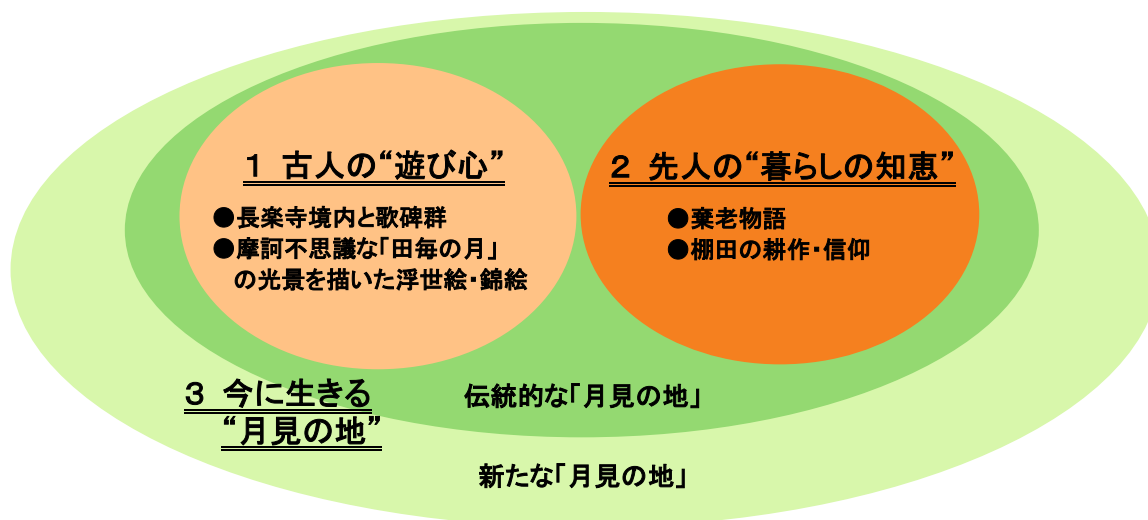 １ 古人の“遊び心”
●長楽寺境内と歌碑群
●摩訶不思議な「田毎の月」
の光景を描いた浮世絵・錦絵
２ 先人の“暮らしの知恵”
●棄老物語
●棚田の耕作・信仰
３ 今に生きる
“月見の地”
伝統的な「月見の地」
新たな「月見の地」